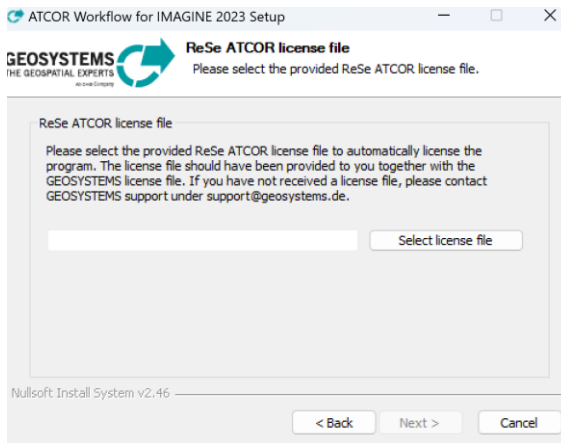 ATCOR Workflow for IMAGINE 2023 Setup
GEOSYSTEMS
THE GEOSPATIAL EXPERTS
ReSe ATCOR license file
Please select the provided ReSe ATCOR license file.
ReSe ATCOR license file
Please select the provided ReSe ATCOR license file to automatically license the
program. The license file should have been provided to you together with the
GEOSYSTEMS license file. If you have not received a license file, please contact
GEOSYSTEMS support under support@geosystems.de.
Select license file
Nullsoft Install System v2.46
< Back
Next >
Cancel